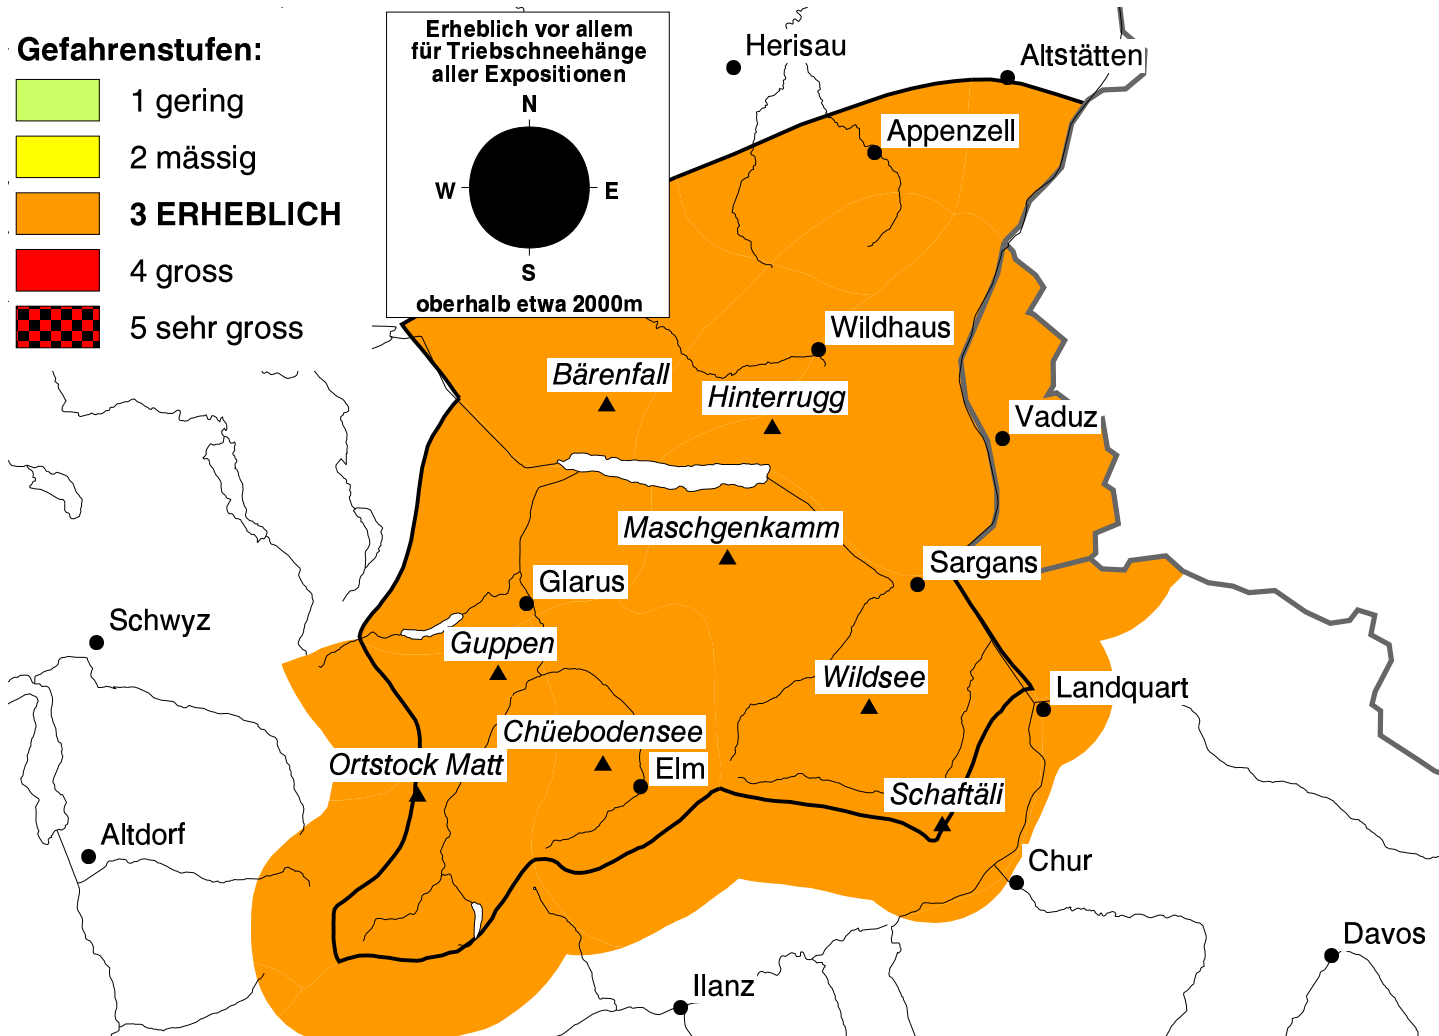 Gefahrenstufen:
1 gering
2 mässig
3 ERHEBLICH
4 gross
5 sehr gross
Erheblich vor allem
für Triebschneehänge
aller Expositionen
N
W
E
S
oberhalb etwa 2000m
Herisau
Altstätten
Appenzell
Wildhaus
Bärenfall
Hinterrugg
Vaduz
Maschgenkamm
Sargans
Glarus
Schwyz
Guppen
Wildsee
Landquart
Chüebodensee
Ortstock Matt
Elm
Schaftäli
Altdorf
Chur
Davos
Ilanz